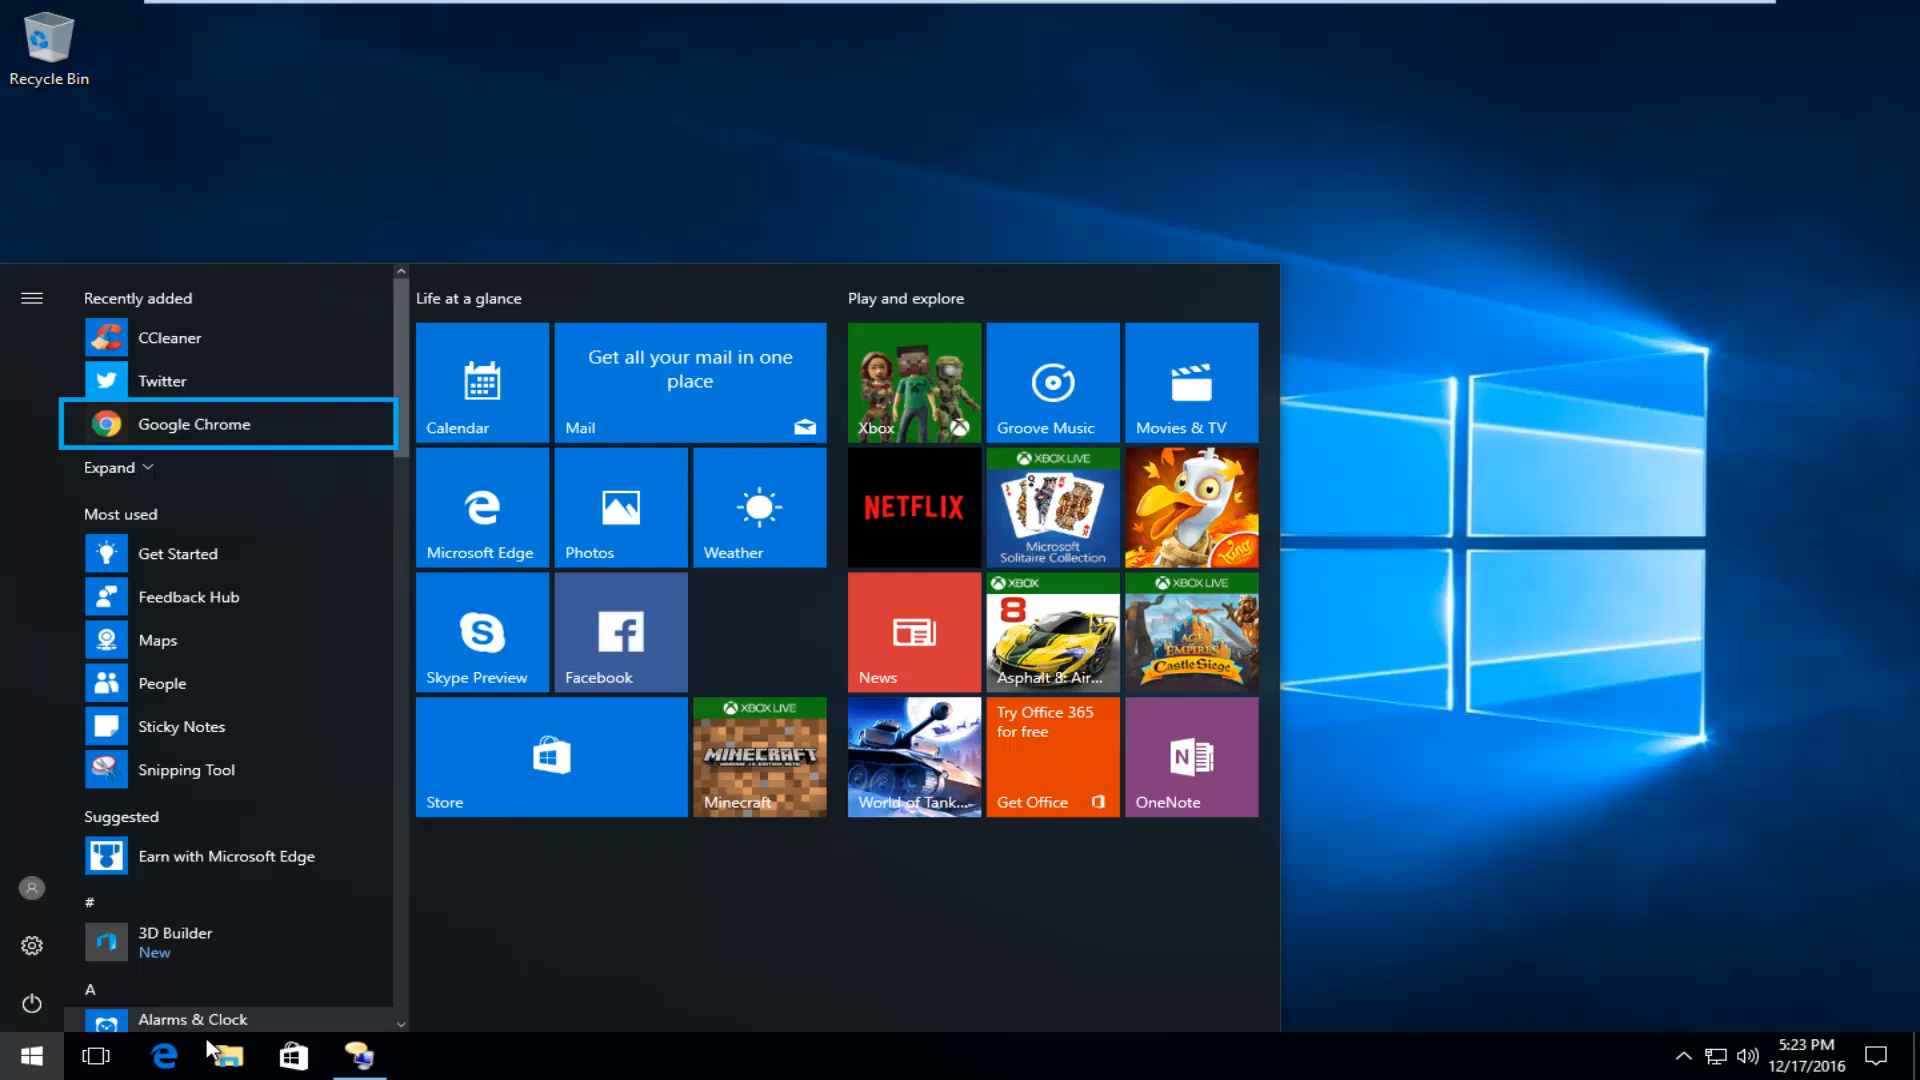 Recycle Bin
Recently added
CCleaner
Twitter
Google Chrome
Expand
Most used
Get Started
Feedback Hub
Maps
People
Sticky Notes
Snipping Tool
Suggested
Earn with Microsoft Edge
#
3D Builder
New
A
Alarms & Clock
Life at a glance
Calendar
Get all your mail in one
place
Mail
Microsoft Edge
Photos
Weather
Skype Preview
Facebook
Store
XBOX LIVE
MINECRAFT
Minecraft
Play and explore
Xbox
Groove Music
Movies & TV
NETFLIX
XBOX LIVE
Microsoft
Solitaire Collection
King
News
XBOX
8
Asphalt 8: Air...
XBOX LIVE
AGE
OF
EMPIRES
Castle Siege
World of Tank...
Try Office 365
for free
Get Office
N
OneNote
5:23 PM
12/17/2016